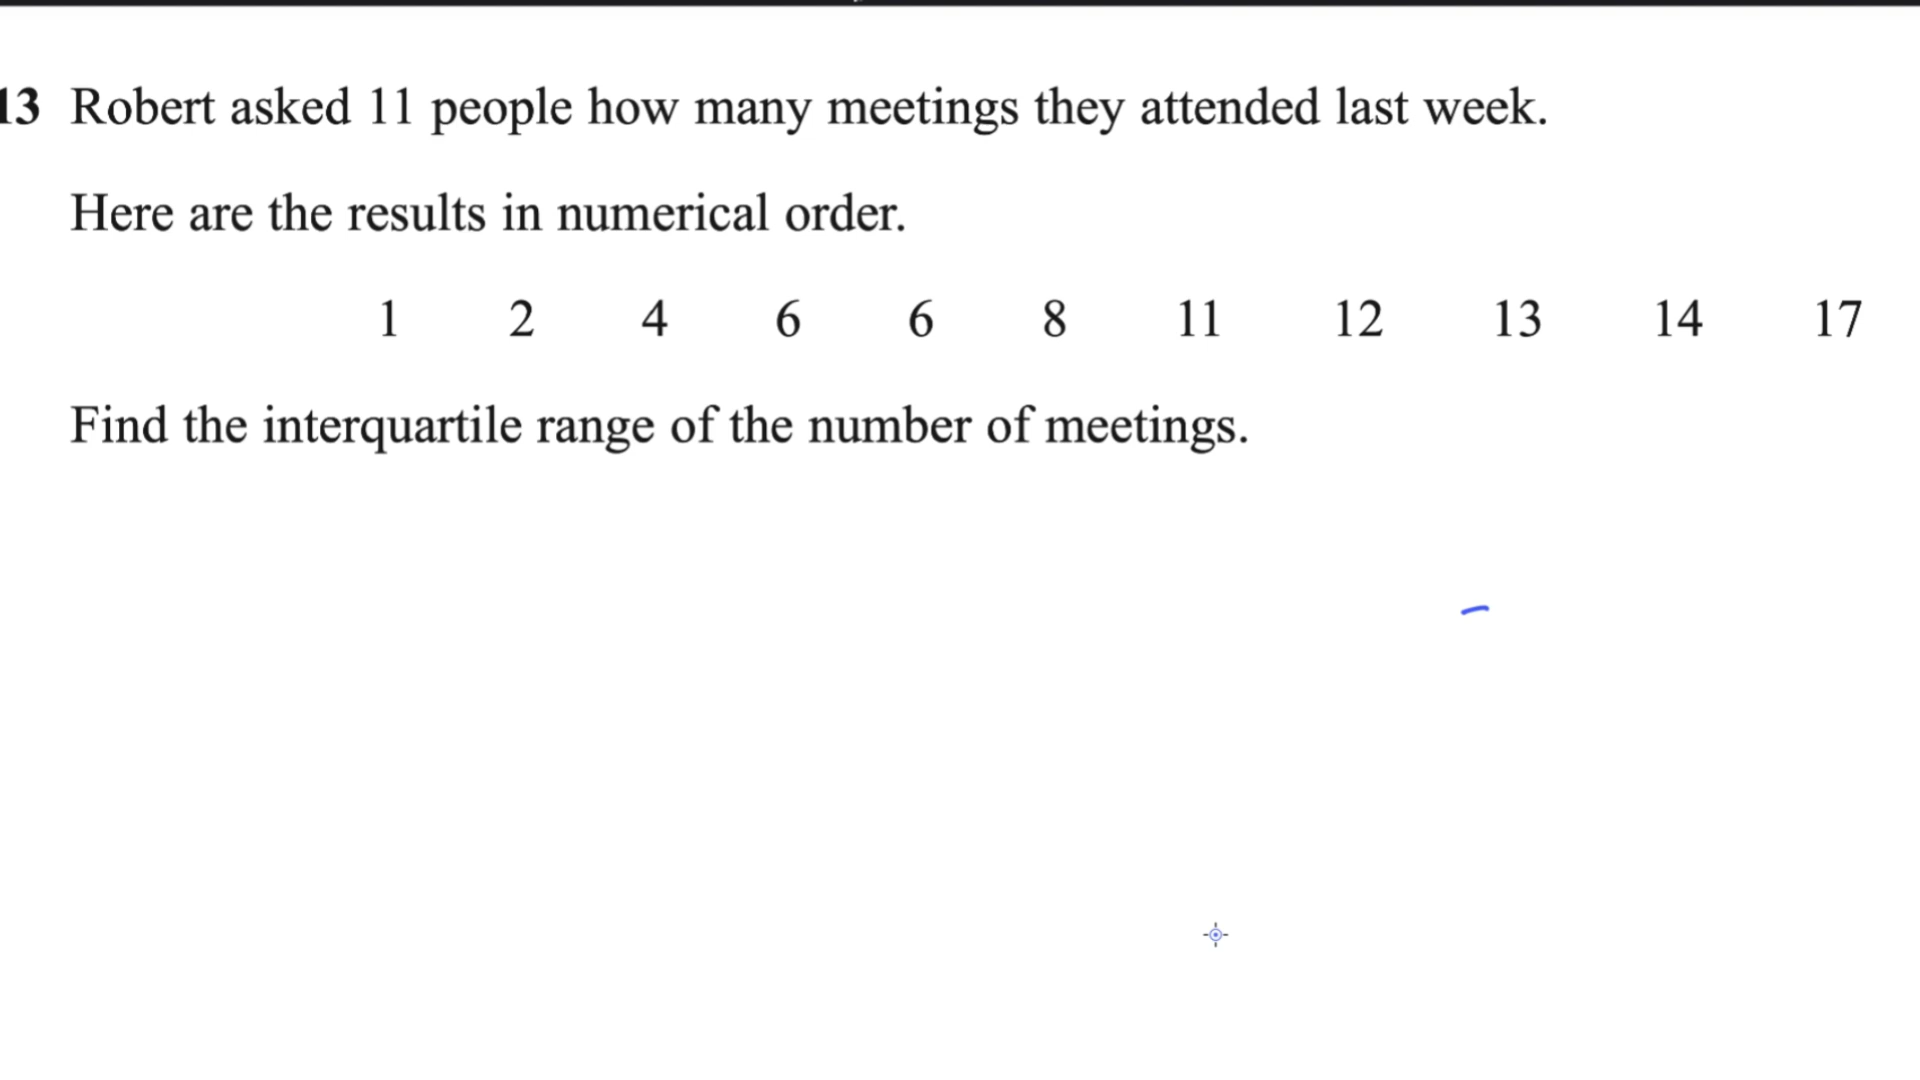 13 Robert asked 11 people how many meetings they attended last week.
Here are the results in numerical order.
1 2 4 6 6 8 11 12 13 14 17
Find the interquartile range of the number of meetings.